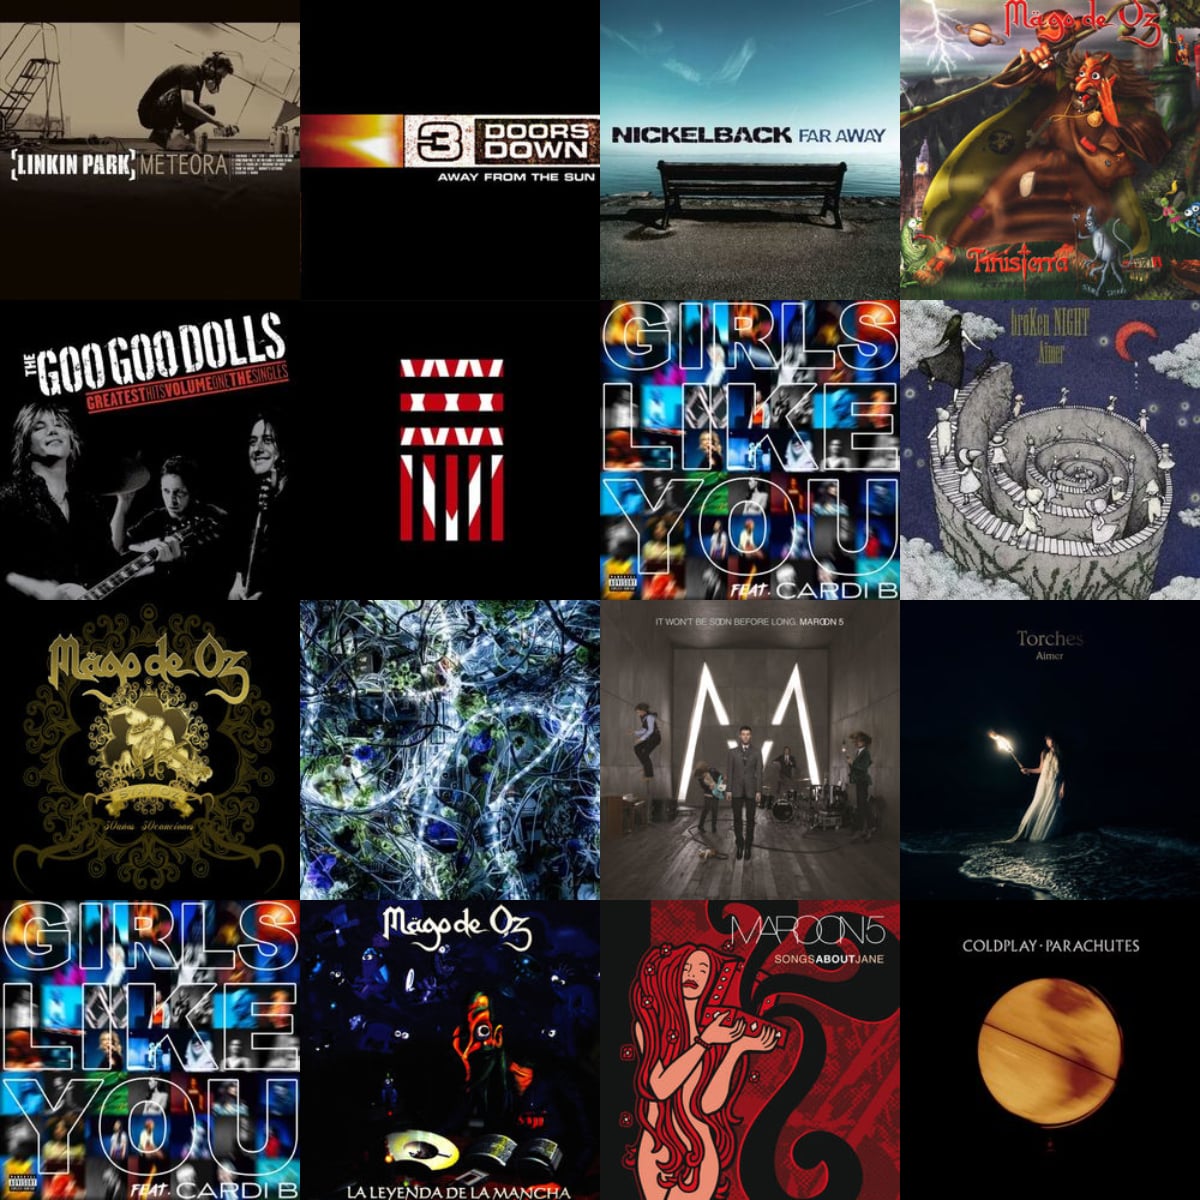 [LINKIN PARK] METEORA
3 DOORS DOWN
AWAY FROM THE SUN
NICKELBACK FAR AWAY
Mägo de Oz
Finisterra
THE GOO GOO DOLLS
GREATEST HITS VOLUME ONE THE SINGLES
GIRLS
LIKE
YOU
FEAT. CARDI B
broKen NIGHT
Aimer
Mägo de Oz
30 años 30 canciones
IT WON'T BE SOON BEFORE LONG. MAROON 5
Torches
Aimer
GIRLS
LIKE
YOU
FEAT. CARDI B
Mägo de Oz
LA LEYENDA DE LA MANCHA
MAROON 5
SONGSABOUTJANE
COLDPLAY · PARACHUTES